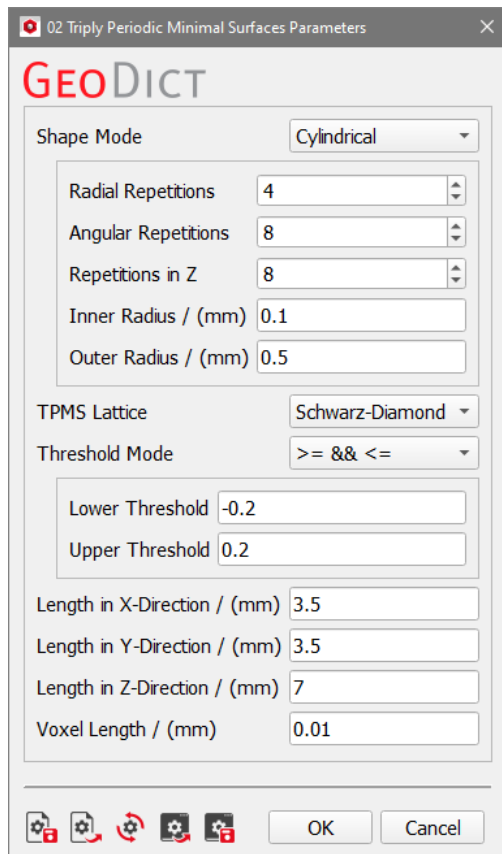 02 Triply Periodic Minimal Surfaces Parameters
GEODICT
Shape Mode Cylindrical
Radial Repetitions 4
Angular Repetitions 8
Repetitions in Z 8
Inner Radius / (mm) 0.1
Outer Radius / (mm) 0.5
TPMS Lattice Schwarz-Diamond
Threshold Mode >= && <=
Lower Threshold -0.2
Upper Threshold 0.2
Length in X-Direction / (mm) 3.5
Length in Y-Direction / (mm) 3.5
Length in Z-Direction / (mm) 7
Voxel Length / (mm) 0.01
OK Cancel